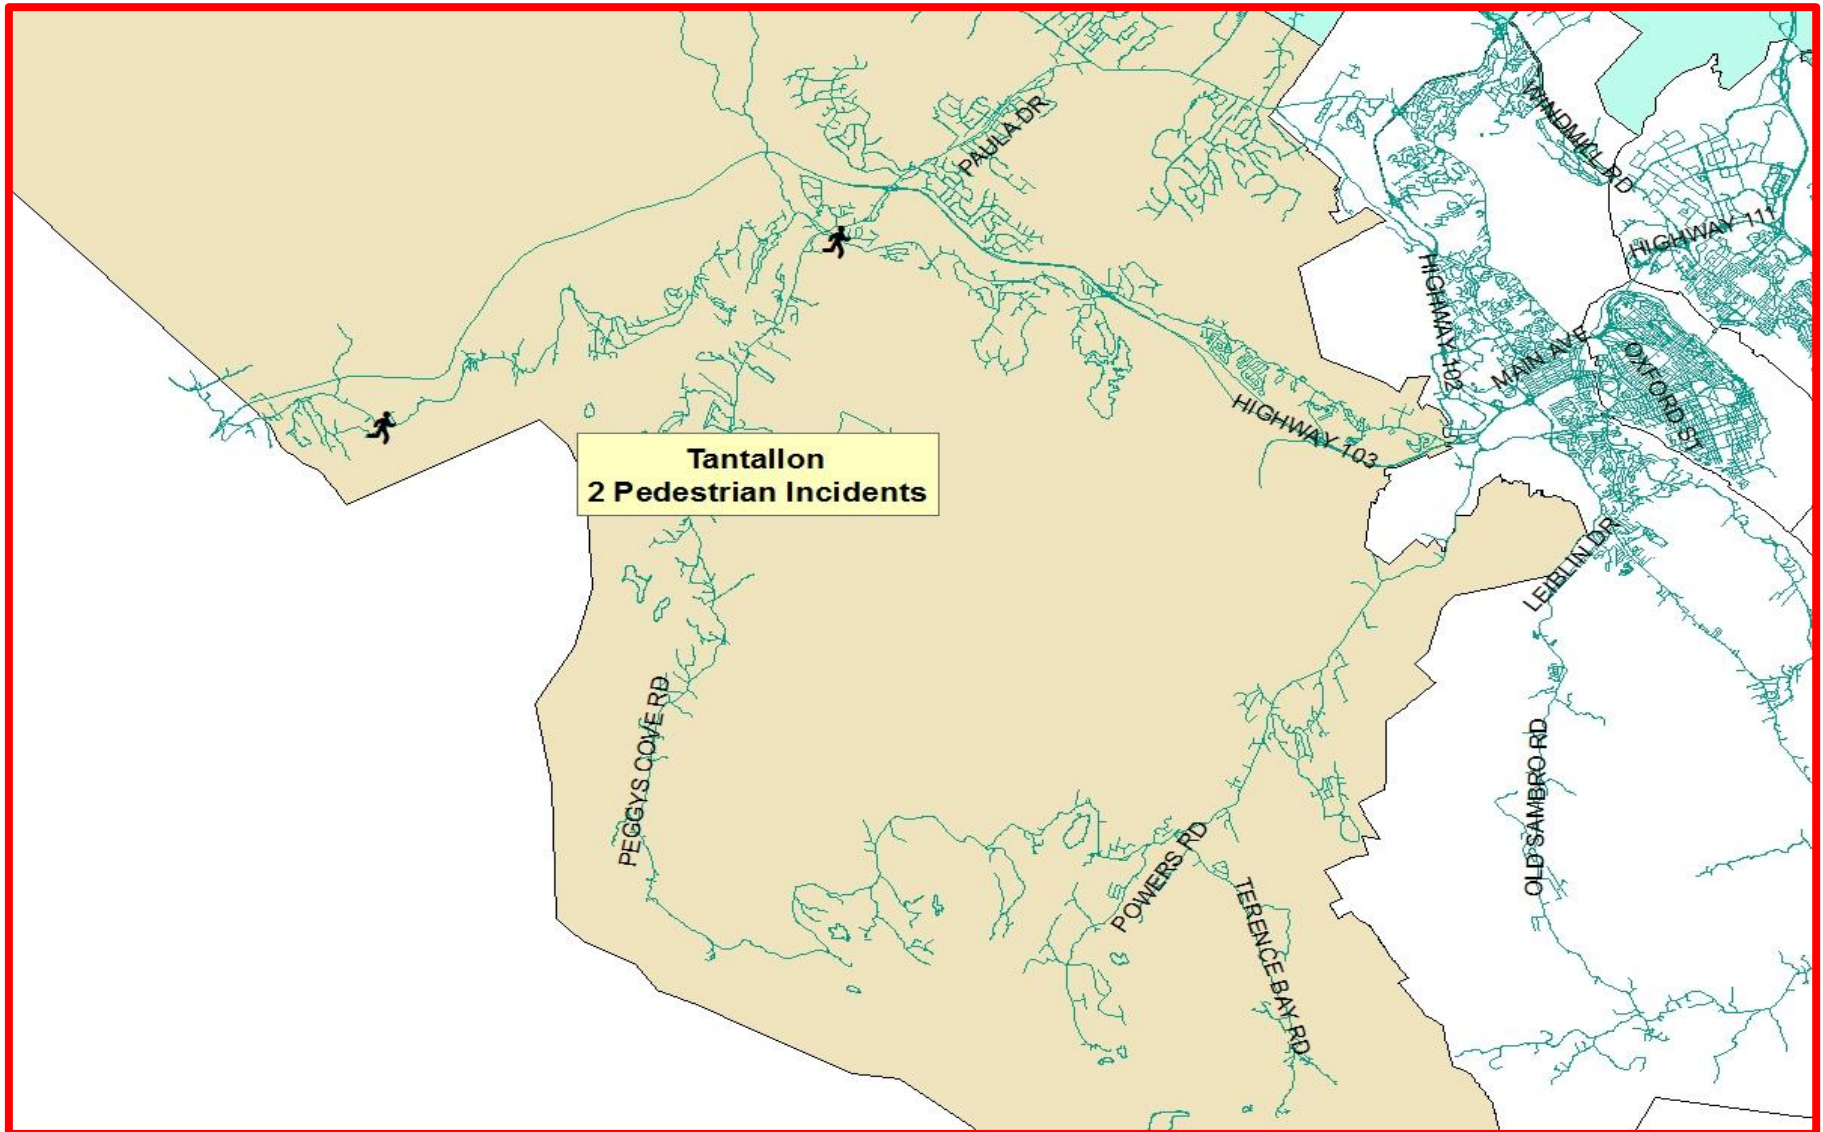 WINDMILL RD
PAULA DR
HIGHWAY 111
HIGHWAY 102
MAIN AVE
OXFORD ST
HIGHWAY 103
Tantallon
2 Pedestrian Incidents
LEIBLIN DR
PEGGYS COVE RD
OLD SAMBRO RD
POWERS RD
TERENCE BAY RD